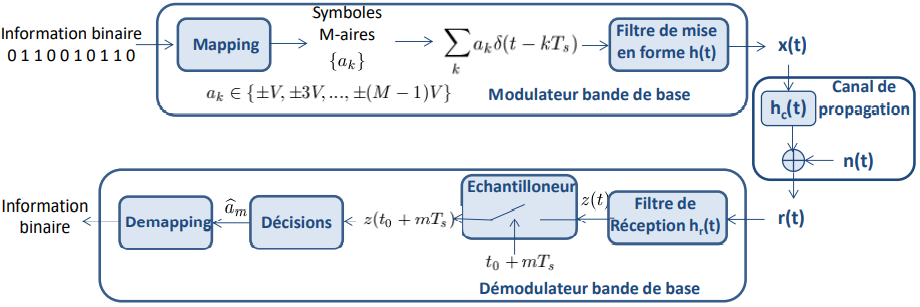 Information binaire
0 1 1 0 0 1 0 1 1 0
Mapping
Symboles
M-aires
{a_k}
∑_k a_k δ(t − kT_s)
Filtre de mise
en forme h(t)
x(t)
a_k ∈ {±V, ±3V, ..., ±(M − 1)V}
Modulateur bande de base
Canal de
propagation
h_c(t)
n(t)
r(t)
Filtre de
Réception h_r(t)
z(t)
Echantilloneur
t_0 + mT_s
z(t_0 + mT_s)
Décisions
â_m
Demapping
Information
binaire
Démodulateur bande de base